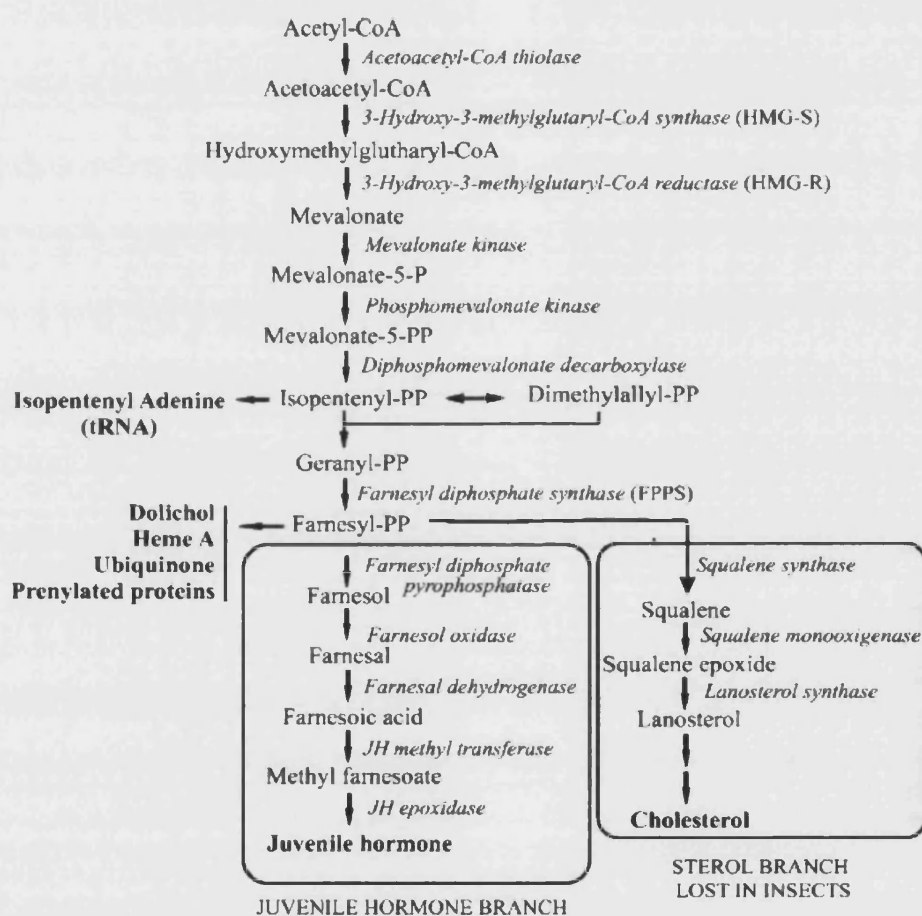 Acetyl-CoA
Acetoacetyl-CoA thiolase
Acetoacetyl-CoA
3-Hydroxy-3-methylglutaryl-CoA synthase (HMG-S)
Hydroxymethylglutharyl-CoA
3-Hydroxy-3-methylglutaryl-CoA reductase (HMG-R)
Mevalonate
Mevalonate kinase
Mevalonate-5-P
Phosphomevalonate kinase
Mevalonate-5-PP
Diphosphomevalonate decarboxylase
Isopentenyl Adenine
(tRNA)
Isopentenyl-PP
Dimethylallyl-PP
Geranyl-PP
Farnesyl diphosphate synthase (FPPS)
Dolichol
Heme A
Ubiquinone
Prenylated proteins
Farnesyl-PP
Farnesyl diphosphate
pyrophosphatase
Farnesol
Farnesol oxidase
Farnesal
Farnesal dehydrogenase
Farnesoic acid
JH methyl transferase
Methyl farnesoate
JH epoxidase
Juvenile hormone
JUVENILE HORMONE BRANCH
Squalene synthase
Squalene
Squalene monooxigenase
Squalene epoxide
Lanosterol synthase
Lanosterol
Cholesterol
STEROL BRANCH
LOST IN INSECTS